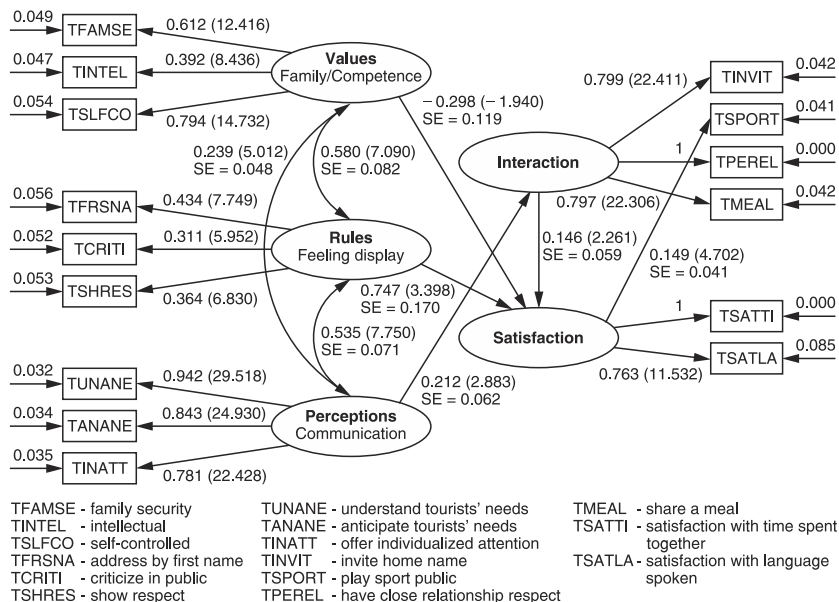 0.049
TFAMSE
0.612 (12.416)
0.047
TINTEL
0.392 (8.436)
0.054
TSLFCO
0.794 (14.732)
Values
Family/Competence
0.239 (5.012)
SE = 0.048
0.580 (7.090)
SE = 0.082
−0.298 (−1.940)
SE = 0.119
0.056
TFRSNA
0.434 (7.749)
0.052
TCRITI
0.311 (5.952)
0.053
TSHRES
0.364 (6.830)
Rules
Feeling display
0.747 (3.398)
SE = 0.170
0.535 (7.750)
SE = 0.071
0.032
TUNANE
0.942 (29.518)
0.034
TANANE
0.843 (24.930)
0.035
TINATT
0.781 (22.428)
Perceptions
Communication
0.212 (2.883)
SE = 0.062
Interaction
0.799 (22.411)
TINVIT
0.042
TSPORT
0.041
1
TPEREL
0.000
0.797 (22.306)
TMEAL
0.042
0.146 (2.261)
SE = 0.059
0.149 (4.702)
SE = 0.041
Satisfaction
1
TSATTI
0.000
0.763 (11.532)
TSATLA
0.085
TFAMSE - family security
TINTEL - intellectual
TSLFCO - self-controlled
TFRSNA - address by first name
TCRITI - criticize in public
TSHRES - show respect
TUNANE - understand tourists' needs
TANANE - anticipate tourists' needs
TINATT - offer individualized attention
TINVIT - invite home name
TSPORT - play sport public
TPEREL - have close relationship respect
TMEAL - share a meal
TSATTI - satisfaction with time spent
together
TSATLA - satisfaction with language
spoken